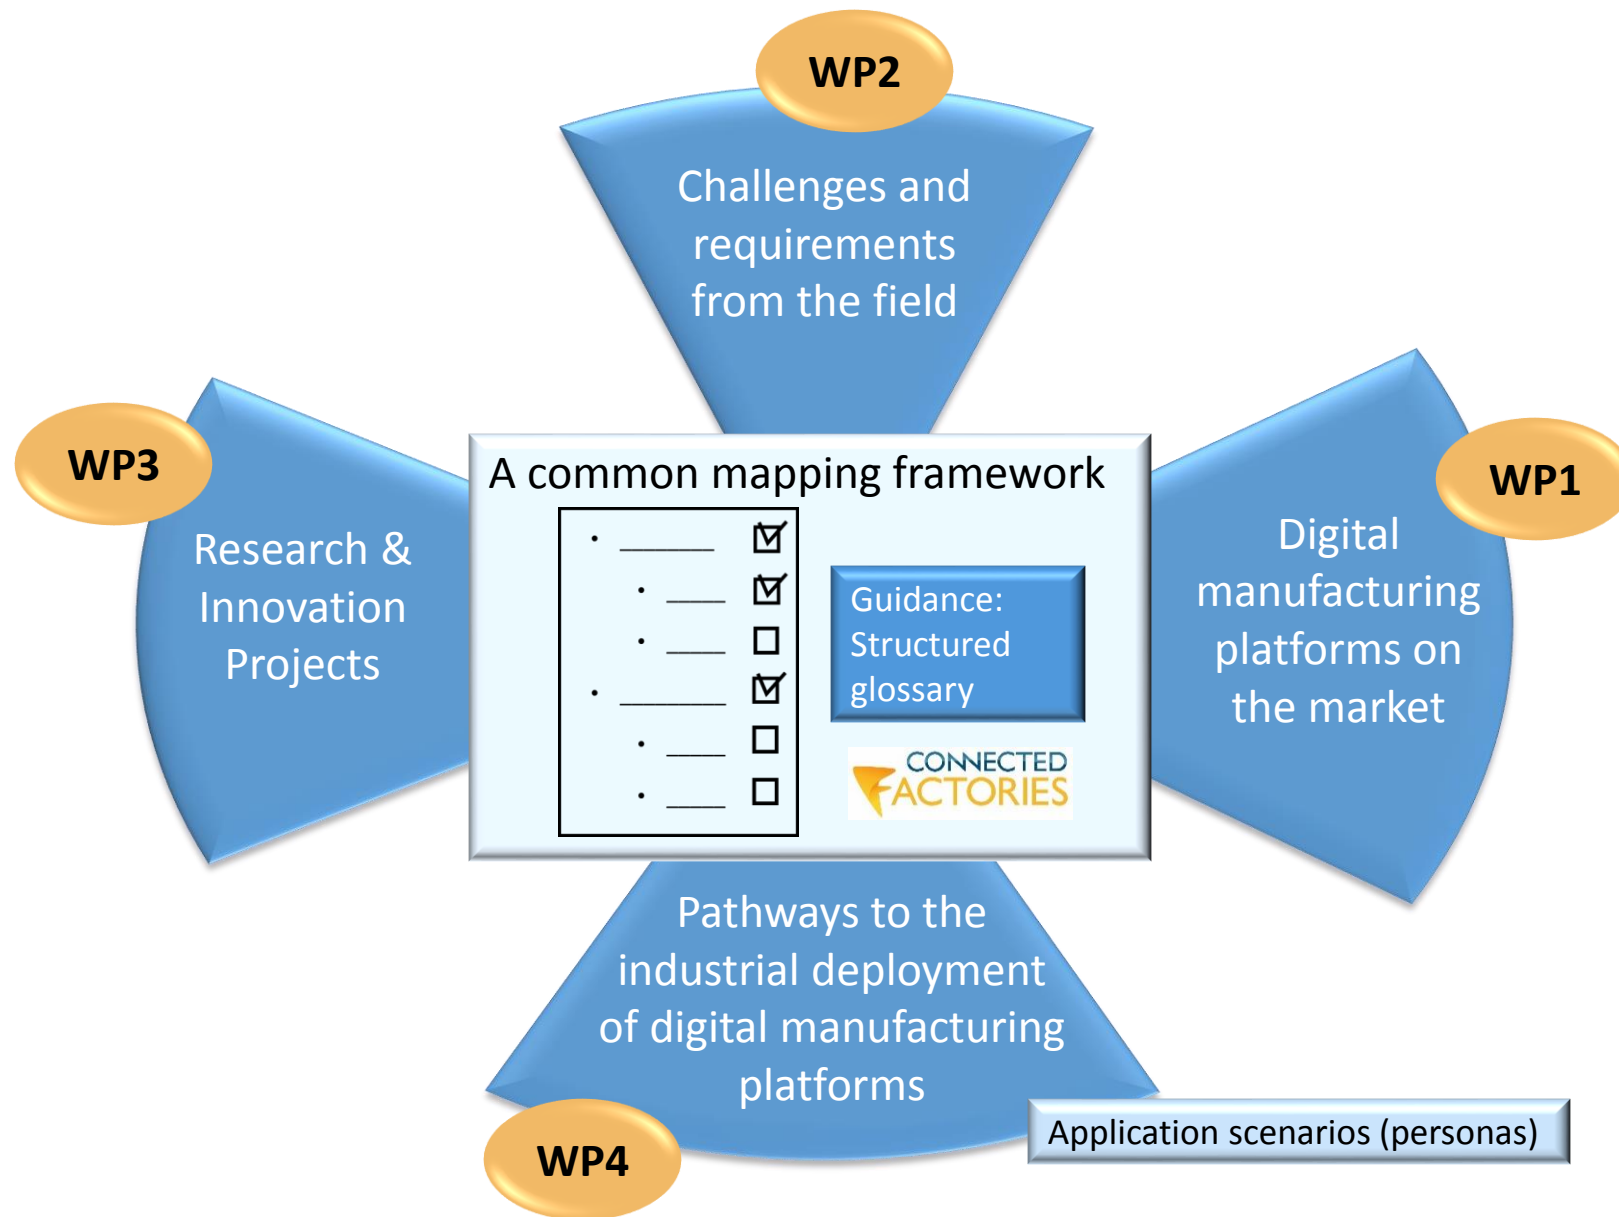 WP2
Challenges and
requirements
from the field
WP3
Research &
Innovation
Projects
A common mapping framework
Guidance:
Structured
glossary
CONNECTED
FACTORIES
WP1
Digital
manufacturing
platforms on
the market
Pathways to the
industrial deployment
of digital manufacturing
platforms
WP4
Application scenarios (personas)